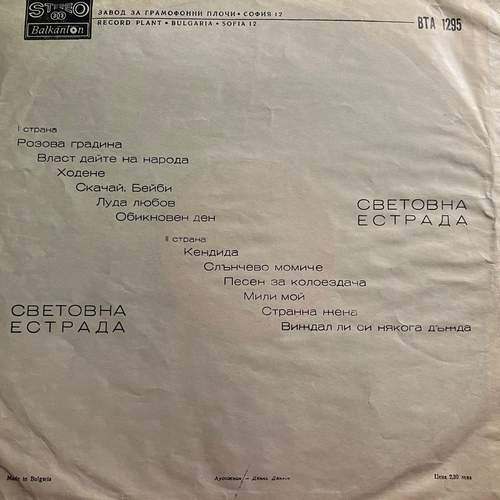 STEREO
Balkanton
ЗАВОД ЗА ГРАМОФОННИ ПЛОЧИ • СОФИЯ 12
RECORD PLANT • BULGARIA • SOFIA 12
ВТА 1295
I страна
Розова градина
Власт дайте на народа
Ходене
Скачай, Бейби
Луда любов
Обикновен ден
СВЕТОВНА
ЕСТРАДА
II страна
Кендида
Слънчево момиче
Песен за колоездача
Мили мой
Странна жена
Виждал ли си някога дъжда
СВЕТОВНА
ЕСТРАДА
Made in Bulgaria
Художник
Цена 2,30 лева